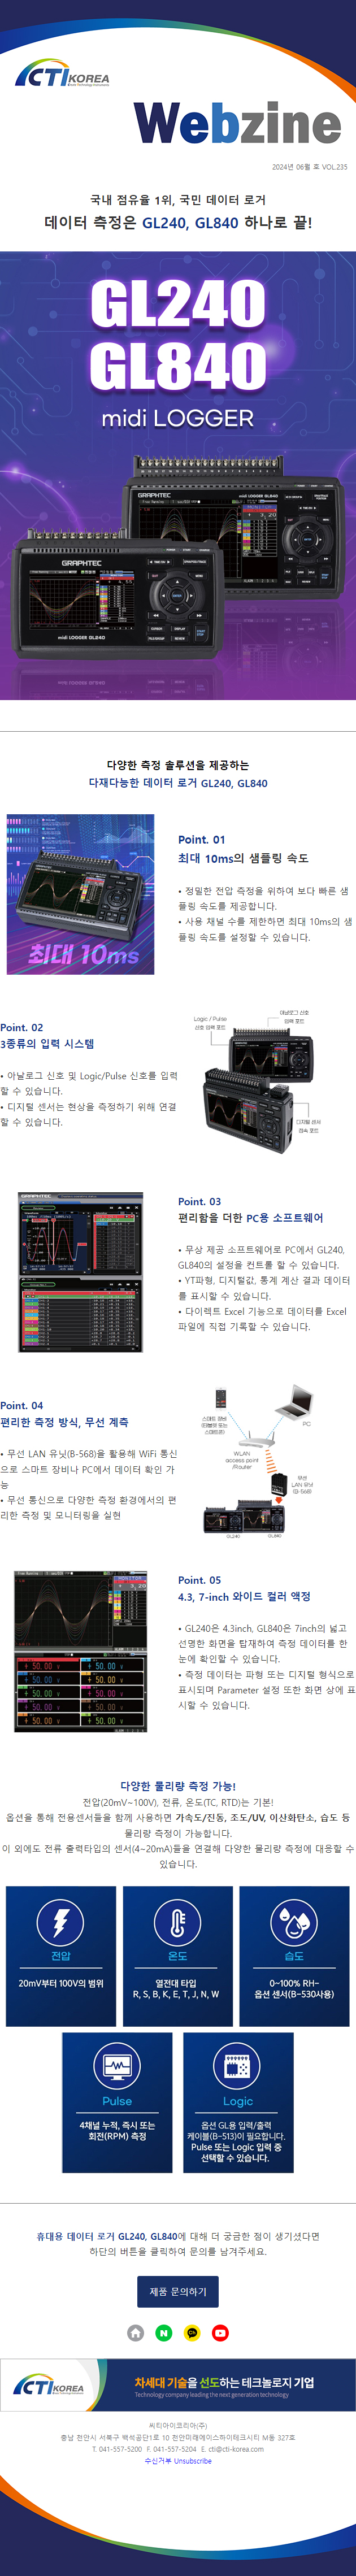 CTI KOREA
Webzine
2024년 06월 호 VOL.235
국내 점유율 1위, 국민 데이터 로거
데이터 측정은 GL240, GL840 하나로 끝!
GL240
GL840
midi LOGGER
GRAPHTEC
midi LOGGER GL840
GRAPHTEC
midi LOGGER GL240
다양한 측정 솔루션을 제공하는
다재다능한 데이터 로거 GL240, GL840
최대 10ms
Point. 01
최대 10ms의 샘플링 속도
• 정밀한 전압 측정을 위하여 보다 빠른 샘
플링 속도를 제공합니다.
• 사용 채널 수를 제한하면 최대 10ms의 샘
플링 속도를 설정할 수 있습니다.
Point. 02
3종류의 입력 시스템
• 아날로그 신호 및 Logic/Pulse 신호를 입력
할 수 있습니다.
• 디지털 센서는 현상을 측정하기 위해 연결
할 수 있습니다.
아날로그 신호
입력 포트
Logic / Pulse
신호 입력 포트
디지털 센서
접속 포트
Point. 03
편리함을 더한 PC용 소프트웨어
• 무상 제공 소프트웨어로 PC에서 GL240,
GL840의 설정을 컨트롤 할 수 있습니다.
• YT파형, 디지털값, 통계 계산 결과 데이터
를 표시할 수 있습니다.
• 다이렉트 Excel 기능으로 데이터를 Excel
파일에 직접 기록할 수 있습니다.
Point. 04
편리한 측정 방식, 무선 계측
• 무선 LAN 유닛(B-568)을 활용해 WiFi 통신
으로 스마트 장비나 PC에서 데이터 확인 가
능
• 무선 통신으로 다양한 측정 환경에서의 편
리한 측정 및 모니터링을 실현
스마트 장비
(태블릿 또는
스마트폰)
PC
WLAN
access point
/Router
무선
LAN 유닛
(B-568)
GL240
GL840
Point. 05
4.3, 7-inch 와이드 컬러 액정
• GL240은 4.3inch, GL840은 7inch의 넓고
선명한 화면을 탑재하여 측정 데이터를 한
눈에 확인할 수 있습니다.
• 측정 데이터는 파형 또는 디지털 형식으로
표시되며 Parameter 설정 또한 화면 상에 표
시할 수 있습니다.
+ 50.00 V + 50.00 V
+ 50.00 V + 50.00 V
+ 50.00 V + 50.00 V
+ 50.00 V + 50.00 V
+ 50.00 V + 50.00 V
다양한 물리량 측정 가능!
전압(20mV~100V), 전류, 온도(TC, RTD)는 기본!
옵션을 통해 전용센서들을 함께 사용하면 가속도/진동, 조도/UV, 이산화탄소, 습도 등
물리량 측정이 가능합니다.
이 외에도 전류 출력타입의 센서(4~20mA)들을 연결해 다양한 물리량 측정에 대응할 수
있습니다.
전압
20mV부터 100V의 범위
온도
열전대 타입
R, S, B, K, E, T, J, N, W
습도
0~100% RH-
옵션 센서(B-530사용)
Pulse
4채널 누적, 즉시 또는
회전(RPM) 측정
Logic
옵션 GL용 입력/출력
케이블(B-513)이 필요합니다.
Pulse 또는 Logic 입력 중
선택할 수 있습니다.
휴대용 데이터 로거 GL240, GL840에 대해 더 궁금한 점이 생기셨다면
하단의 버튼을 클릭하여 문의를 남겨주세요.
제품 문의하기
CTI KOREA
차세대 기술을 선도하는 테크놀로지 기업
Technology company leading the next generation technology
씨티아이코리아(주)
충남 천안시 서북구 백석공단1로 10 천안미래에이스하이테크시티 M동 327호
T. 041-557-5200 F. 041-557-5204 E. cti@cti-korea.com
수신거부 Unsubscribe